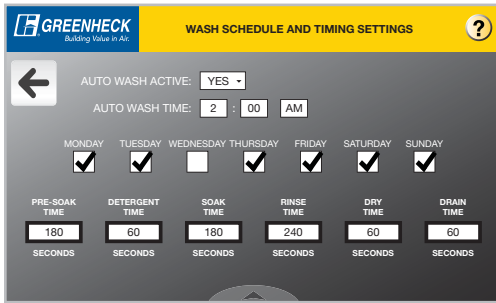 GREENHECK
Building Value in Air.
WASH SCHEDULE AND TIMING SETTINGS
?
AUTO WASH ACTIVE: YES
AUTO WASH TIME: 2 : 00 AM
MONDAY TUESDAY WEDNESDAY THURSDAY FRIDAY SATURDAY SUNDAY
PRE-SOAK DETERGENT SOAK RINSE DRY DRAIN
TIME TIME TIME TIME TIME TIME
180 60 180 240 60 60
SECONDS SECONDS SECONDS SECONDS SECONDS SECONDS